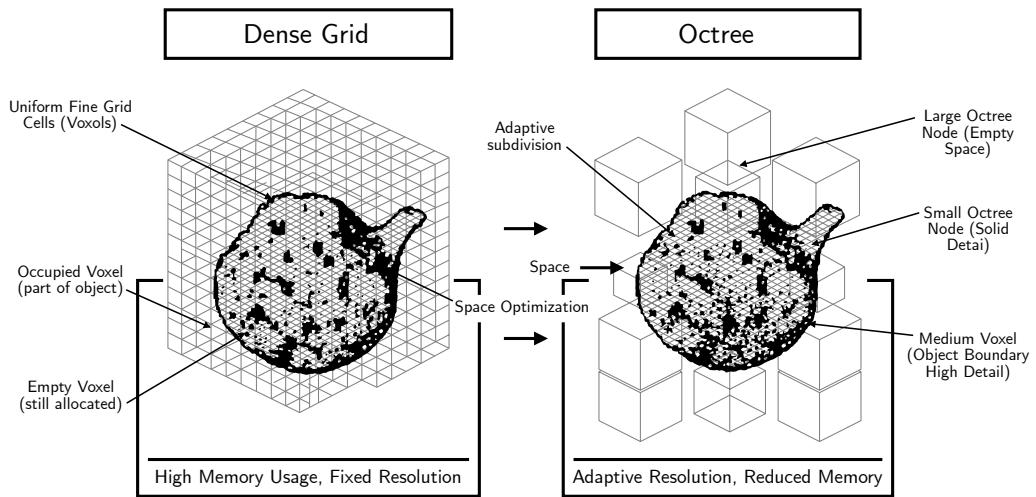 Dense Grid
Octree
Uniform Fine Grid
Cells (Voxols)
Occupied Voxel
(part of object)
Empty Voxel
(still allocated)
Space Optimization
Adaptive
subdivision
Space
Large Octree
Node (Empty
Space)
Small Octree
Node (Solid
Detai)
Medium Voxel
(Object Boundary
High Detail)
High Memory Usage, Fixed Resolution
Adaptive Resolution, Reduced Memory